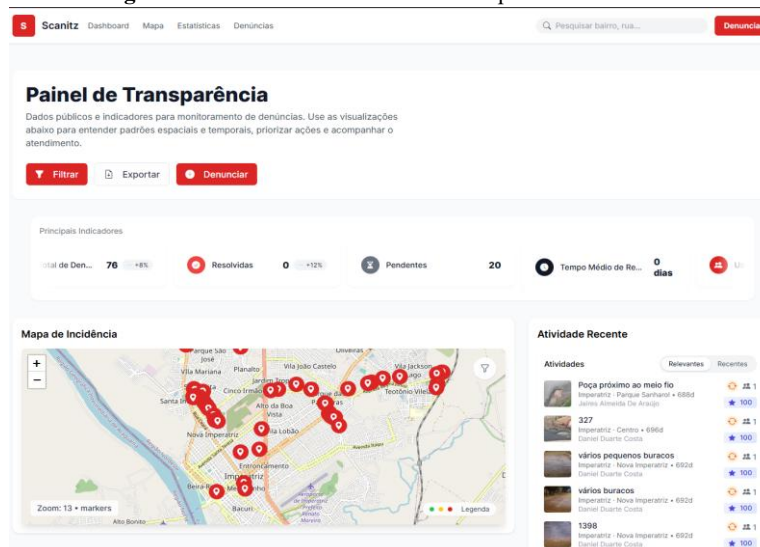 S Scanitz Dashboard Mapa Estatísticas Denúncias Pesquisar bairro, rua... Denuncia
Painel de Transparência
Dados públicos e indicadores para monitoramento de denúncias. Use as visualizações
abaixo para entender padrões espaciais e temporais, priorizar ações e acompanhar o
atendimento.
Filtrar Exportar Denunciar
Principais Indicadores
tal de Den... 76 +8% Resolvidas 0 +12% Pendentes 20 Tempo Médio de Re... 0 dias
Mapa de Incidência
+
−
Parque São
José
Vila Mariana
Planalto
Vila João Castelo
Vila Jackson
Cinco Irmãos
Teotônio Vilela
Alto da Boa
Vista
Nova Imperatriz
Vila Lobão
Entroncamento
Bacuri
Alto Bonito
Zoom: 13 • markers
Legenda
Atividade Recente
Atividades Relevantes Recentes
Poça próximo ao meio fio 1
Imperatriz · Parque Sanharol • 688d
James Almeida De Araújo 100
327 1
Imperatriz · Centro • 696d
Daniel Duarte Costa 100
vários pequenos buracos 1
Imperatriz · Nova Imperatriz • 692d
Daniel Duarte Costa 100
vários buracos 1
Imperatriz · Nova Imperatriz • 692d
Daniel Duarte Costa 100
1398 1
Imperatriz · Nova Imperatriz • 692d
Daniel Duarte Costa 100